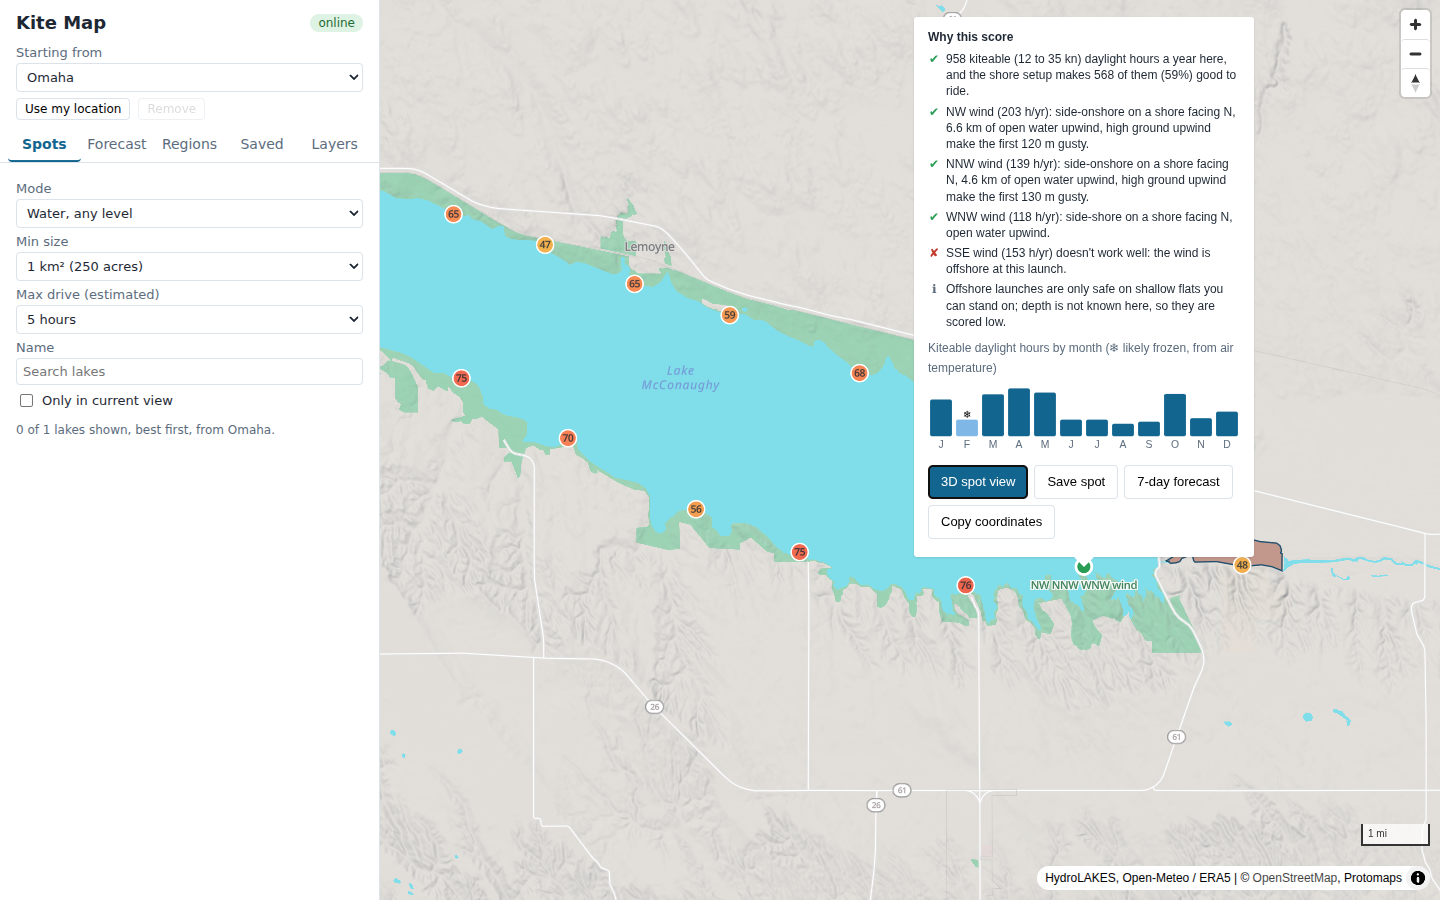 Kite Map
online
Starting from
Omaha
Use my location
Remove
Spots
Forecast
Regions
Saved
Layers
Mode
Water, any level
Min size
1 km² (250 acres)
Max drive (estimated)
5 hours
Name
Search lakes
Only in current view
0 of 1 lakes shown, best first, from Omaha.
65
47
Lemoyne
65
59
75
Lake
McConaughy
68
70
56
75
76
48
NW NNW WNW wind
26
61
61
26
Why this score
✔ 958 kiteable (12 to 35 kn) daylight hours a year here,
and the shore setup makes 568 of them (59%) good to
ride.
✔ NW wind (203 h/yr): side-onshore on a shore facing N,
6.6 km of open water upwind, high ground upwind
make the first 120 m gusty.
✔ NNW wind (139 h/yr): side-onshore on a shore facing
N, 4.6 km of open water upwind, high ground upwind
make the first 130 m gusty.
✔ WNW wind (118 h/yr): side-shore on a shore facing N,
open water upwind.
✘ SSE wind (153 h/yr) doesn't work well: the wind is
offshore at this launch.
ℹ Offshore launches are only safe on shallow flats you
can stand on; depth is not known here, so they are
scored low.
Kiteable daylight hours by month (❄ likely frozen, from air
temperature)
❄
J F M A M J J A S O N D
3D spot view
Save spot
7-day forecast
Copy coordinates
1 mi
HydroLAKES, Open-Meteo / ERA5 | © OpenStreetMap, Protomaps